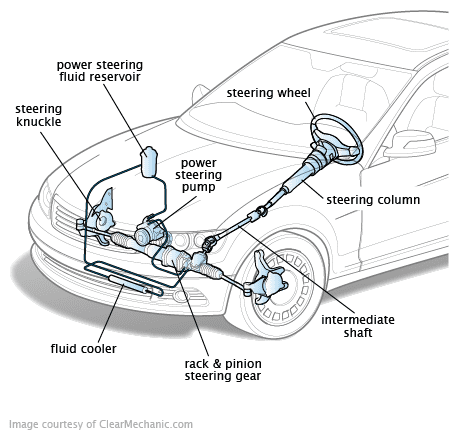 power steering
fluid reservoir
steering wheel
steering
knuckle
power
steering
pump
steering column
intermediate
shaft
fluid cooler
rack & pinion
steering gear
Image courtesy of ClearMechanic.com